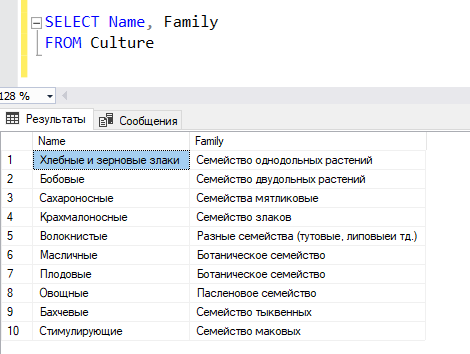 SELECT Name, Family
FROM Culture
128 %
Результаты Сообщения
Name Family
1 Хлебные и зерновые злаки Семейство однодольных растений
2 Бобовые Семейство двудольных растений
3 Сахароносные Семейства мятликовые
4 Крахмалоносные Семейство злаков
5 Волокнистые Разные семейства (тутовые, липовыеи тд.)
6 Масличные Ботаническое семейство
7 Плодовые Ботаническое семейство
8 Овощные Пасленовое семейство
9 Бахчевые Семейство тыквенных
10 Стимулирующие Семейство маковых